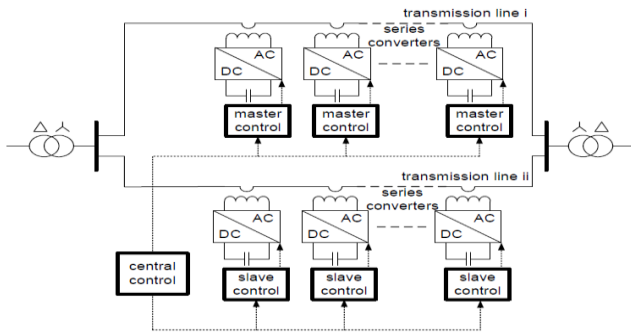 transmission line i
series
converters
AC
DC
AC
DC
AC
DC
master
control
master
control
master
control
transmission line ii
series
converters
AC
DC
AC
DC
AC
DC
central
control
slave
control
slave
control
slave
control